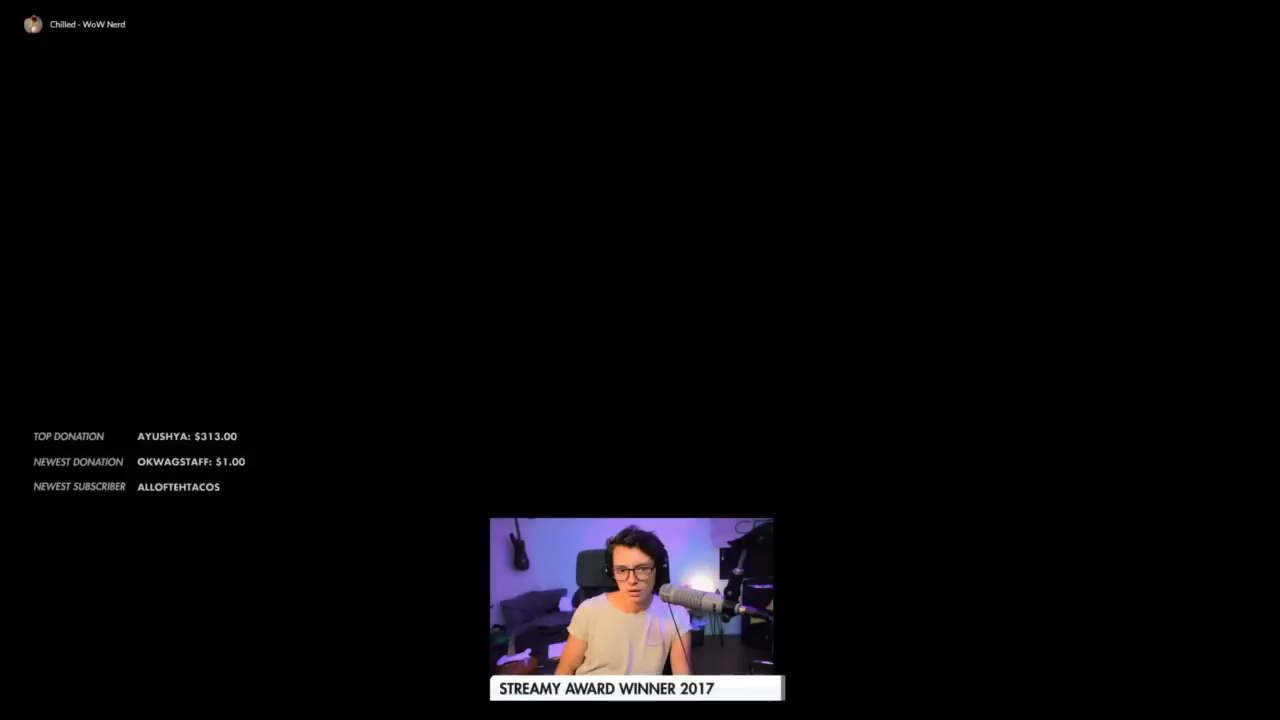 Chilled - WoW Nerd
TOP DONATION AYUSHYA: $313.00
NEWEST DONATION OKWAGSTAFF: $1.00
NEWEST SUBSCRIBER ALLOFTEHTACOS
STREAMY AWARD WINNER 2017